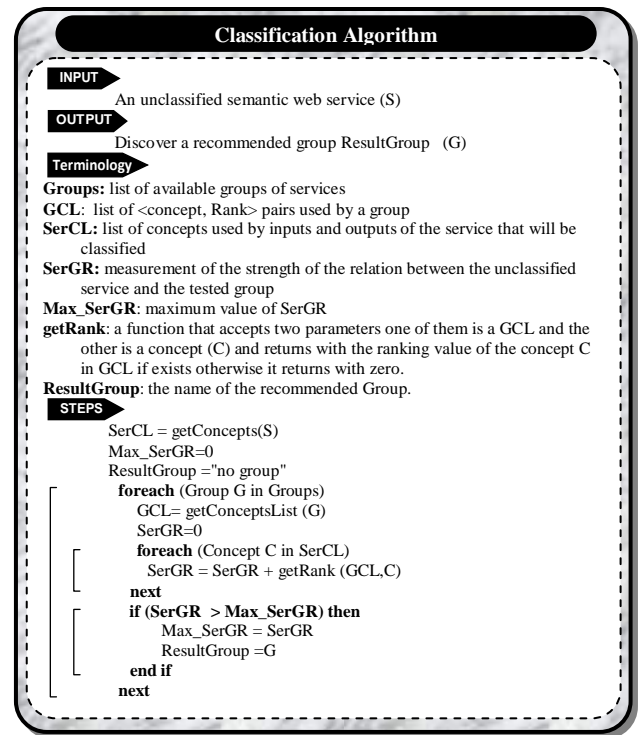 Classification Algorithm
INPUT
An unclassified semantic web service (S)
OUTPUT
Discover a recommended group ResultGroup (G)
Terminology
Groups: list of available groups of services
GCL: list of <concept, Rank> pairs used by a group
SerCL: list of concepts used by inputs and outputs of the service that will be
classified
SerGR: measurement of the strength of the relation between the unclassified
service and the tested group
Max_SerGR: maximum value of SerGR
getRank: a function that accepts two parameters one of them is a GCL and the
other is a concept (C) and returns with the ranking value of the concept C
in GCL if exists otherwise it returns with zero.
ResultGroup: the name of the recommended Group.
STEPS
SerCL = getConcepts(S)
Max_SerGR=0
ResultGroup ="no group"
foreach (Group G in Groups)
GCL= getConceptsList (G)
SerGR=0
foreach (Concept C in SerCL)
SerGR = SerGR + getRank (GCL,C)
next
if (SerGR > Max_SerGR) then
Max_SerGR = SerGR
ResultGroup =G
end if
next